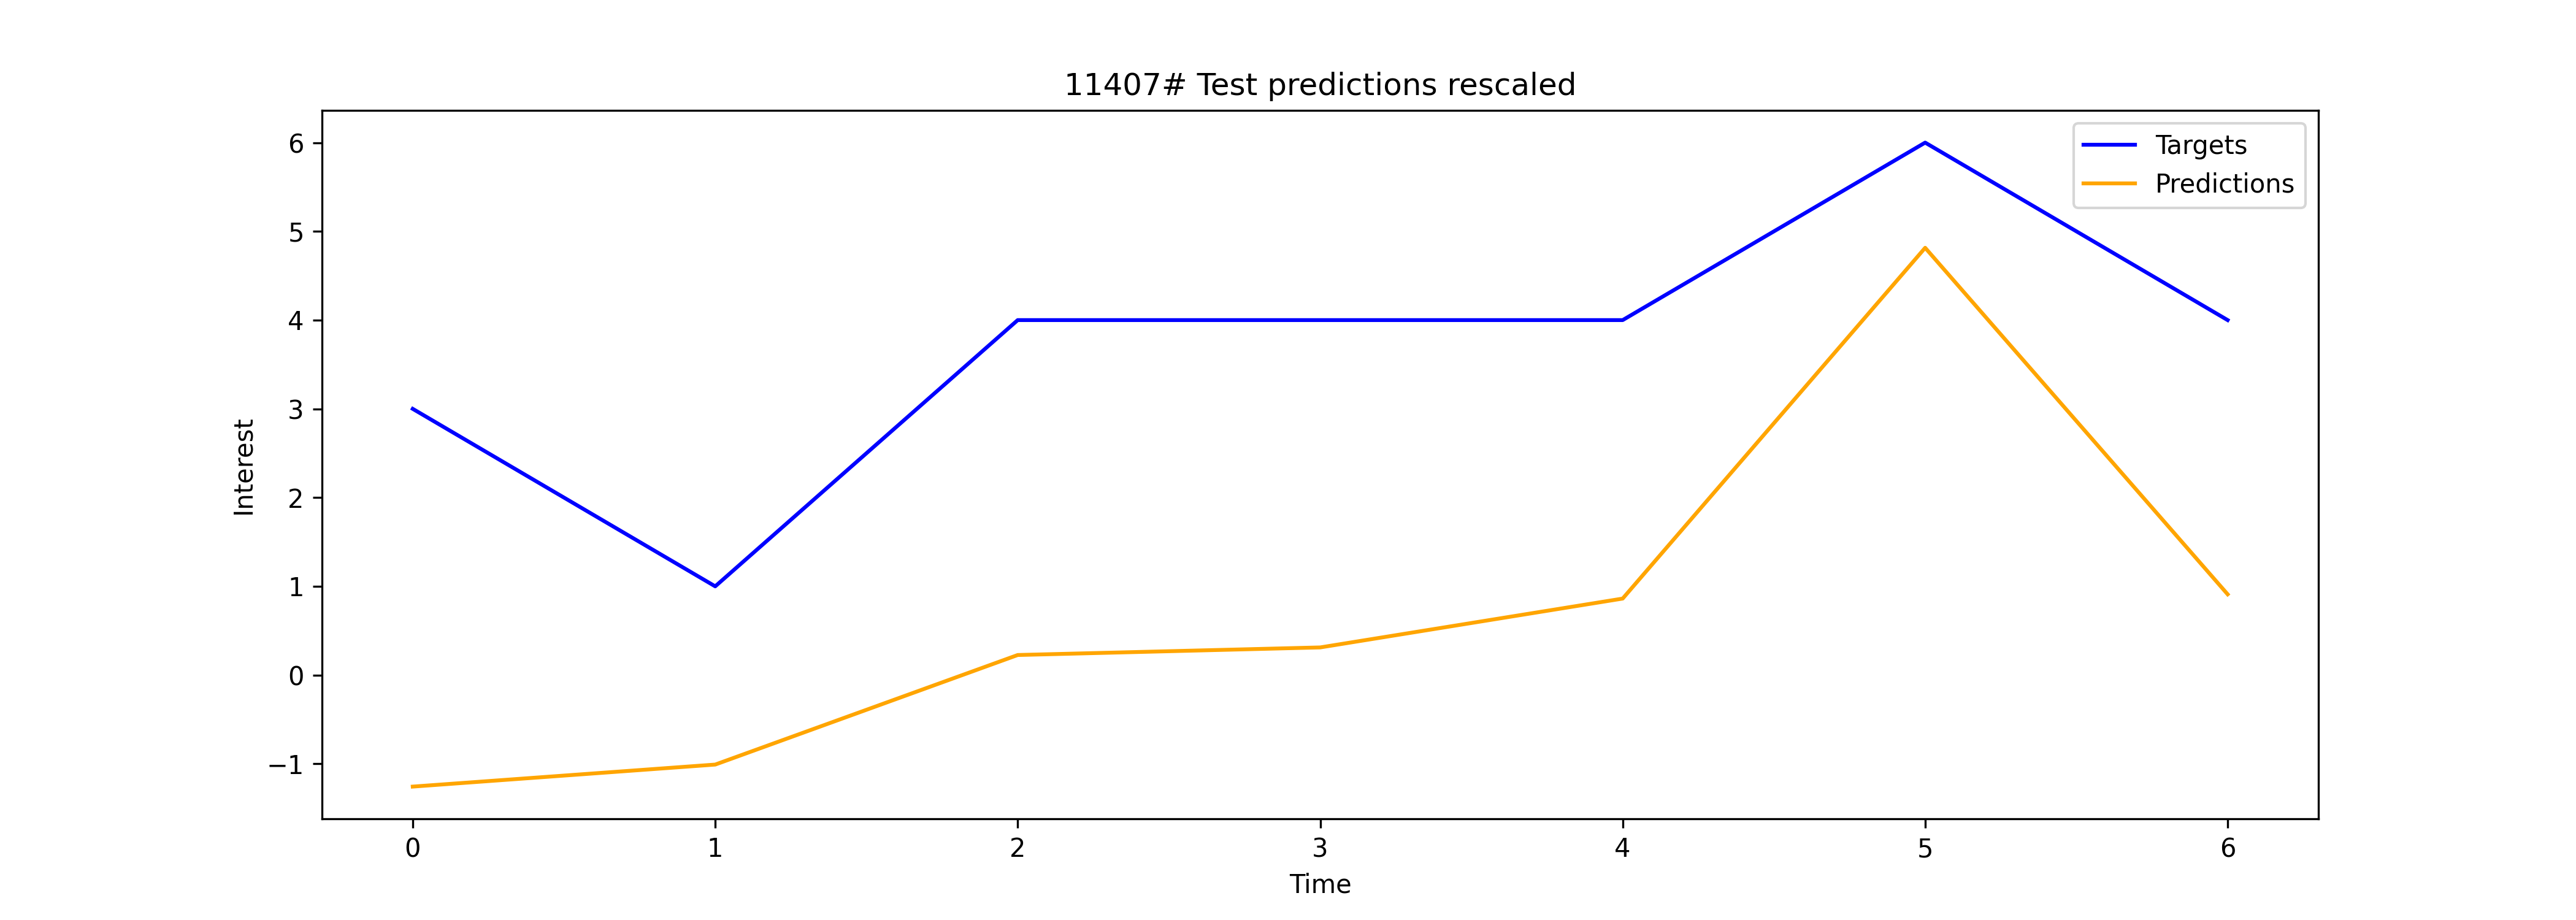 11407# Test predictions rescaled
Targets
Predictions
Interest
6
5
4
3
2
1
0
−1
0 1 2 3 4 5 6
Time